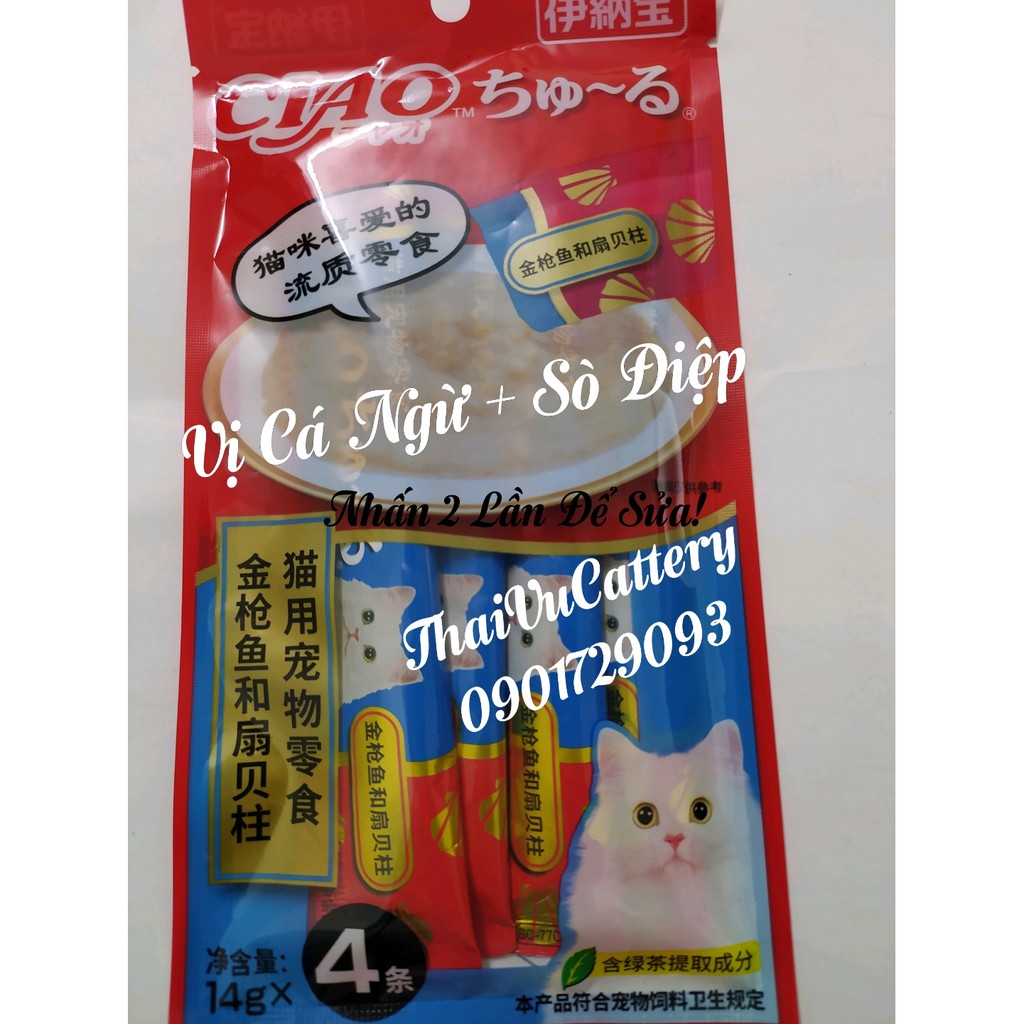 伊納宝
CIAO ™ ちゅ～る ®
猫咪喜爱的
流质零食
金枪鱼和扇贝柱
Vị Cá Ngừ + Sò Điệp
Nhấn 2 Lần Để Sửa!
ThaiVuCattery
0901729093
猫用宠物零食
金枪鱼和扇贝柱
金枪鱼和扇贝柱
金枪鱼和扇贝柱
净含量:
14g× 4条
含绿茶提取成分
本产品符合宠物饲料卫生规定